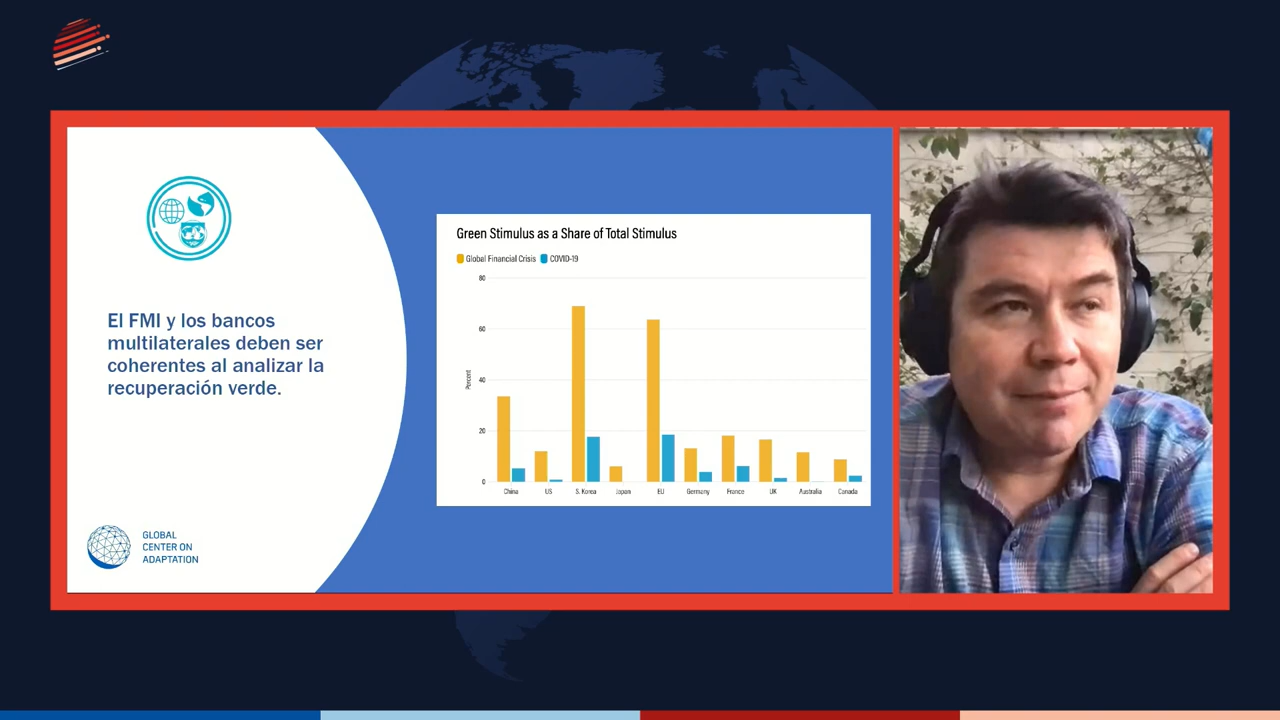 El FMI y los bancos
multilaterales deben ser
coherentes al analizar la
recuperación verde.
GLOBAL
CENTER ON
ADAPTATION
Green Stimulus as a Share of Total Stimulus
Global Financial Crisis COVID-19
Percent
80
60
40
20
0
China US S. Korea Japan EU Germany France UK Australia Canada